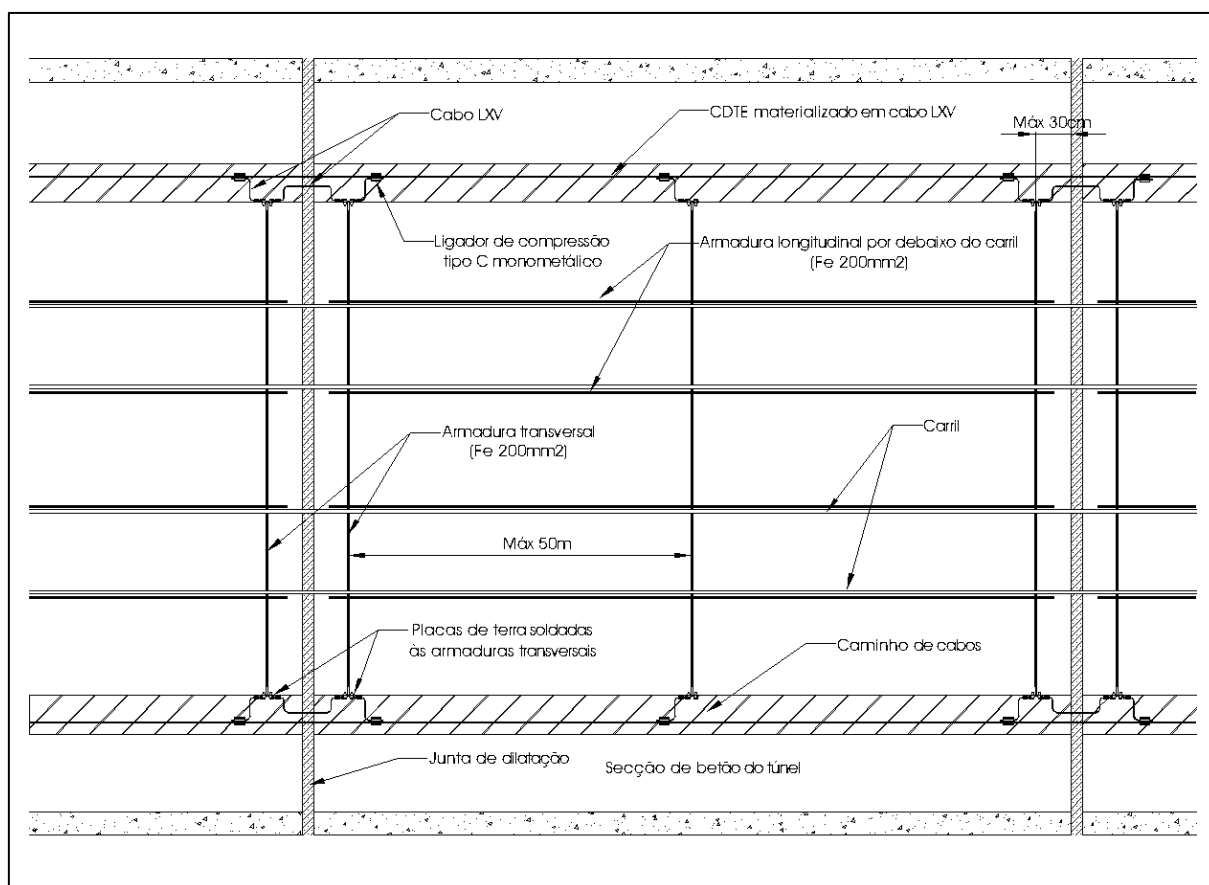 Cabo LXV
CDTE materializado em cabo LXV
Máx 30cm
Ligador de compressão
tipo C monometálico
Armadura longitudinal por debaixo do carril
(Fe 200mm2)
Armadura transversal
(Fe 200mm2)
Carril
Máx 50m
Placas de terra soldadas
às armaduras transversais
Caminho de cabos
Junta de dilatação
Secção de betão do túnel